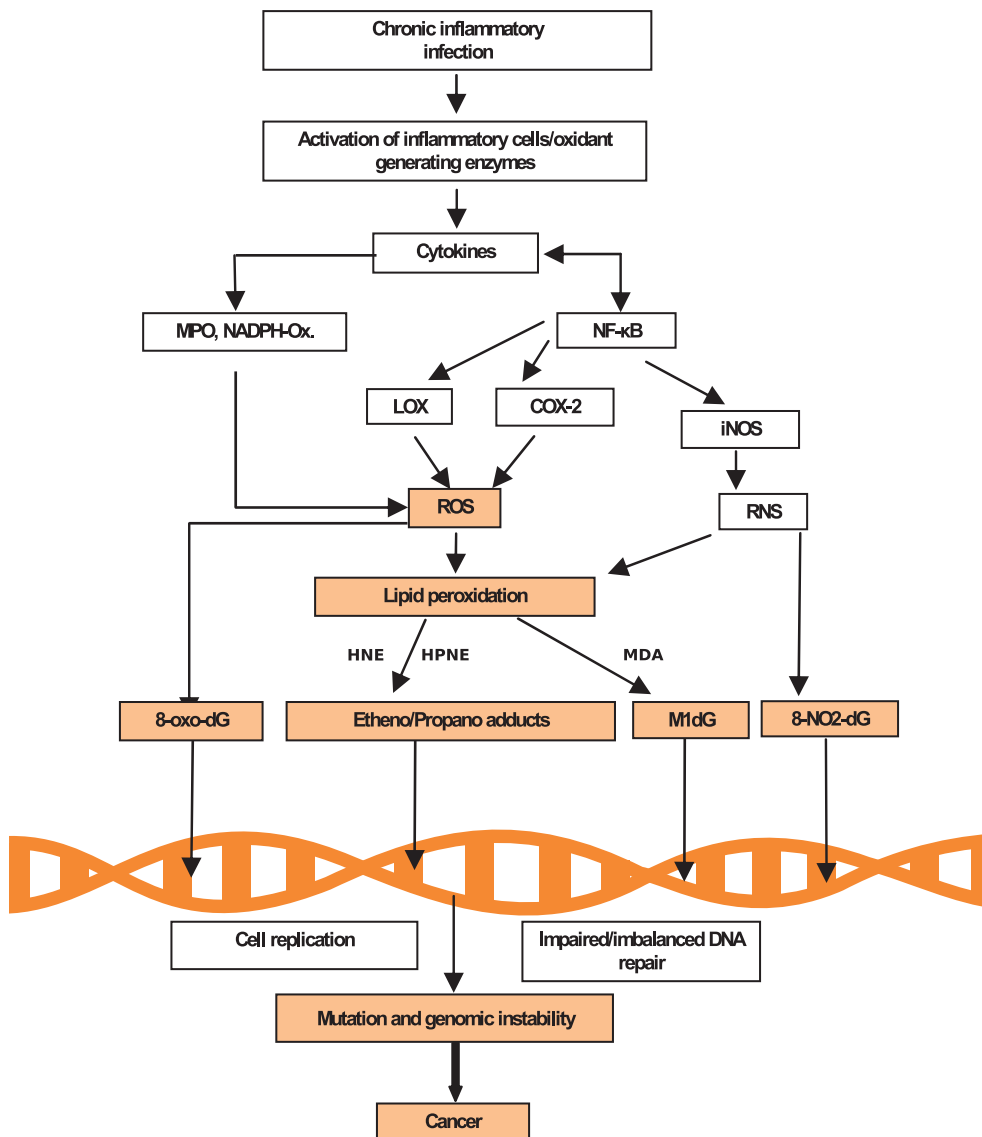 Chronic inflammatory
infection
Activation of inflammatory cells/oxidant
generating enzymes
Cytokines
MPO, NADPH-Ox.
NF-κB
LOX
COX-2
iNOS
ROS
RNS
Lipid peroxidation
HNE
HPNE
MDA
8-oxo-dG
Etheno/Propano adducts
M1dG
8-NO2-dG
Cell replication
Impaired/imbalanced DNA
repair
Mutation and genomic instability
Cancer